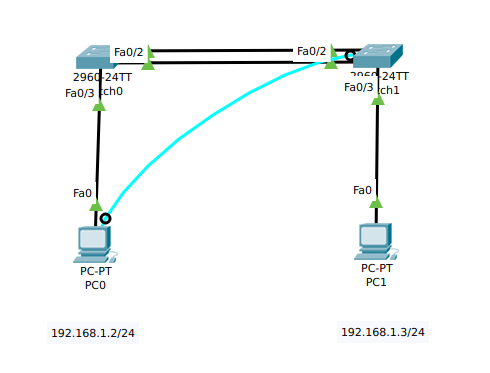 Fa0/2
Fa0/2
2960-24TT
2960-24TT
Fa0/3
tch0
Fa0/3
tch1
Fa0
Fa0
PC-PT
PC0
PC-PT
PC1
192.168.1.2/24
192.168.1.3/24